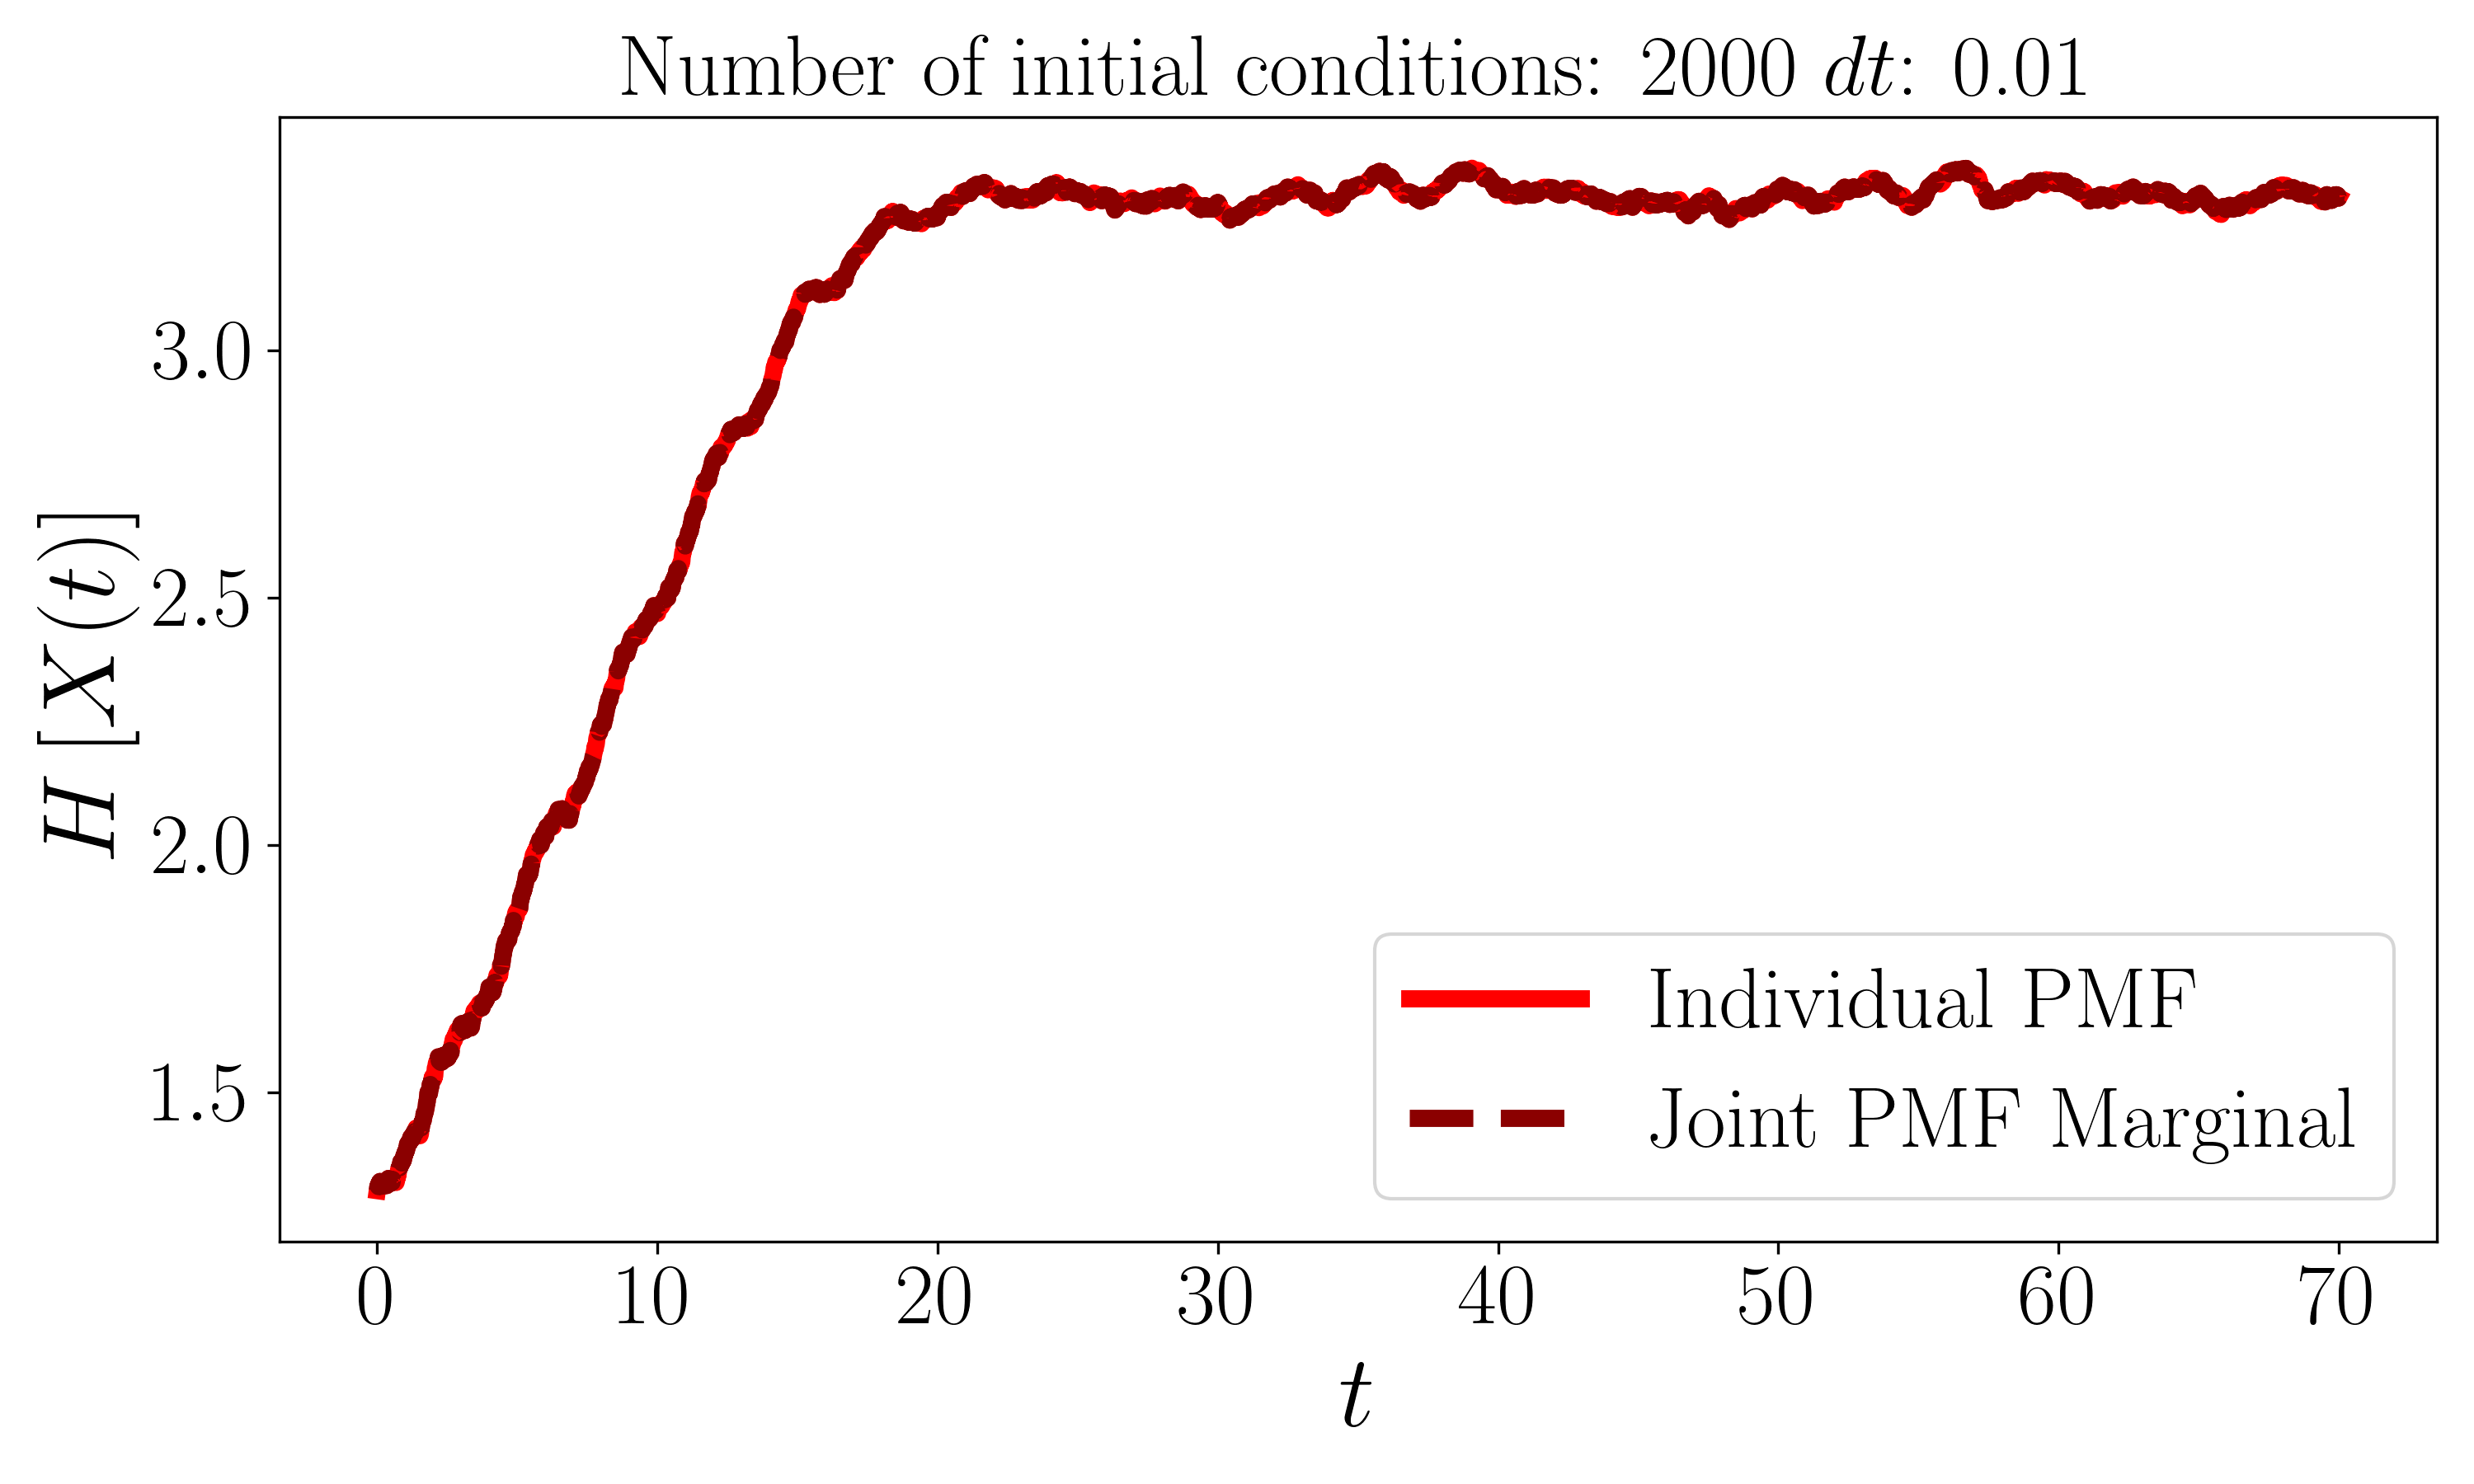 Number of initial conditions: 2000 dt: 0.01
H [X(t)]
3.0
2.5
2.0
1.5
Individual PMF
Joint PMF Marginal
0 10 20 30 40 50 60 70
t